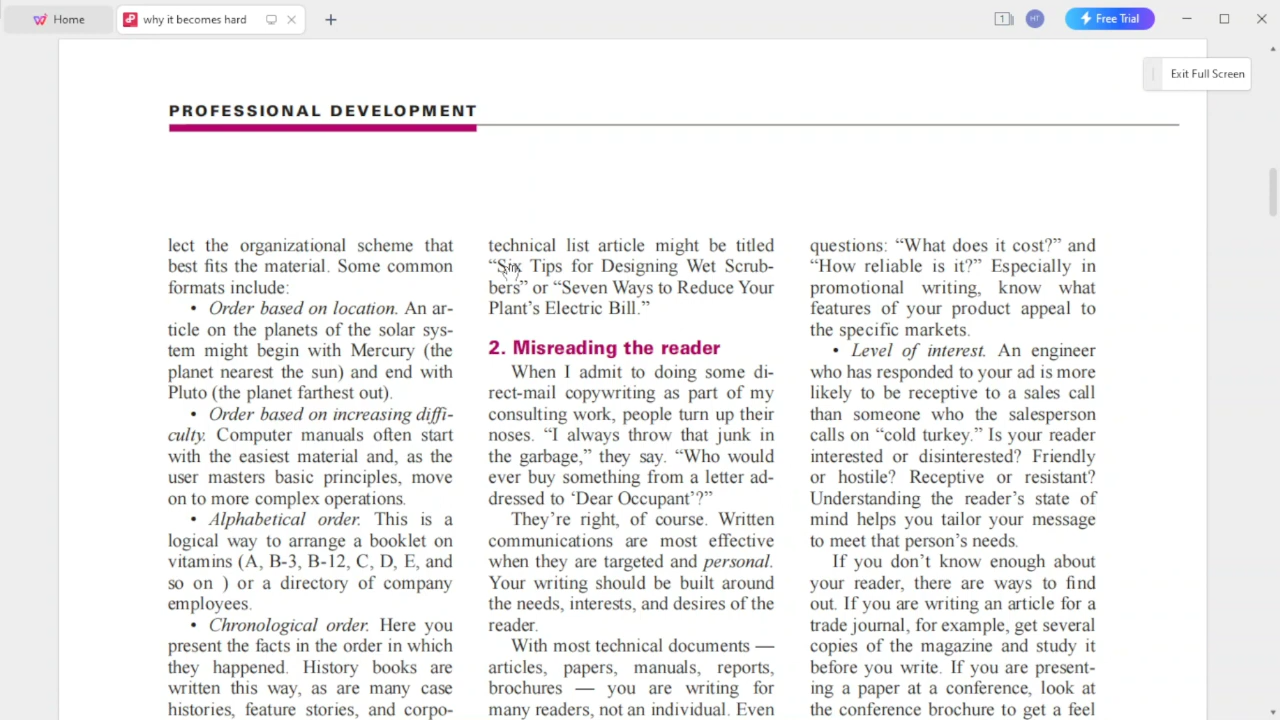 Home
why it becomes hard
1
HT
Free Trial
Exit Full Screen
PROFESSIONAL DEVELOPMENT
lect the organizational scheme that
best fits the material. Some common
formats include:
• Order based on location. An ar-
ticle on the planets of the solar sys-
tem might begin with Mercury (the
planet nearest the sun) and end with
Pluto (the planet farthest out).
• Order based on increasing diffi-
culty. Computer manuals often start
with the easiest material and, as the
user masters basic principles, move
on to more complex operations.
• Alphabetical order. This is a
logical way to arrange a booklet on
vitamins (A, B-3, B-12, C, D, E, and
so on ) or a directory of company
employees.
• Chronological order. Here you
present the facts in the order in which
they happened. History books are
written this way, as are many case
histories, feature stories, and corpo-
technical list article might be titled
“Six Tips for Designing Wet Scrub-
bers” or “Seven Ways to Reduce Your
Plant’s Electric Bill.”
2. Misreading the reader
When I admit to doing some di-
rect-mail copywriting as part of my
consulting work, people turn up their
noses. “I always throw that junk in
the garbage,” they say. “Who would
ever buy something from a letter ad-
dressed to ‘Dear Occupant’?”
They’re right, of course. Written
communications are most effective
when they are targeted and personal.
Your writing should be built around
the needs, interests, and desires of the
reader.
With most technical documents —
articles, papers, manuals, reports,
brochures — you are writing for
many readers, not an individual. Even
questions: “What does it cost?” and
“How reliable is it?” Especially in
promotional writing, know what
features of your product appeal to
the specific markets.
• Level of interest. An engineer
who has responded to your ad is more
likely to be receptive to a sales call
than someone who the salesperson
calls on “cold turkey.” Is your reader
interested or disinterested? Friendly
or hostile? Receptive or resistant?
Understanding the reader’s state of
mind helps you tailor your message
to meet that person’s needs.
If you don’t know enough about
your reader, there are ways to find
out. If you are writing an article for a
trade journal, for example, get several
copies of the magazine and study it
before you write. If you are present-
ing a paper at a conference, look at
the conference brochure to get a feel